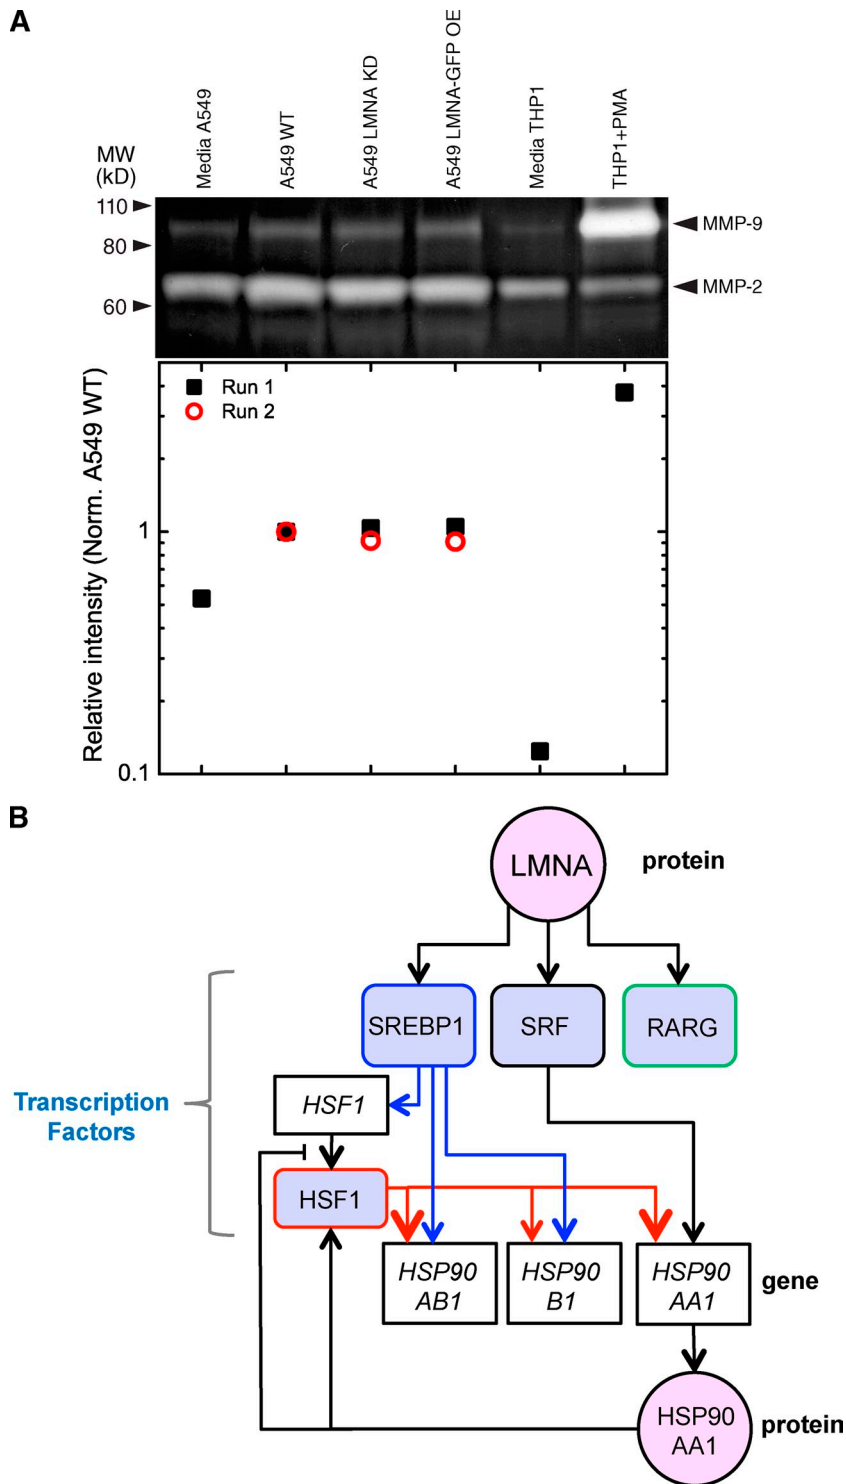 A
Media A549
A549 WT
A549 LMNA KD
A549 LMNA-GFP OE
Media THP1
THP1+PMA
MW
(kD)
110
80
60
MMP-9
MMP-2
Relative intensity (Norm. A549 WT)
Run 1
Run 2
1
0.1
B
LMNA
protein
SREBP1
SRF
RARG
Transcription
Factors
HSF1
HSF1
HSP90
AB1
HSP90
B1
HSP90
AA1
gene
HSP90
AA1
protein